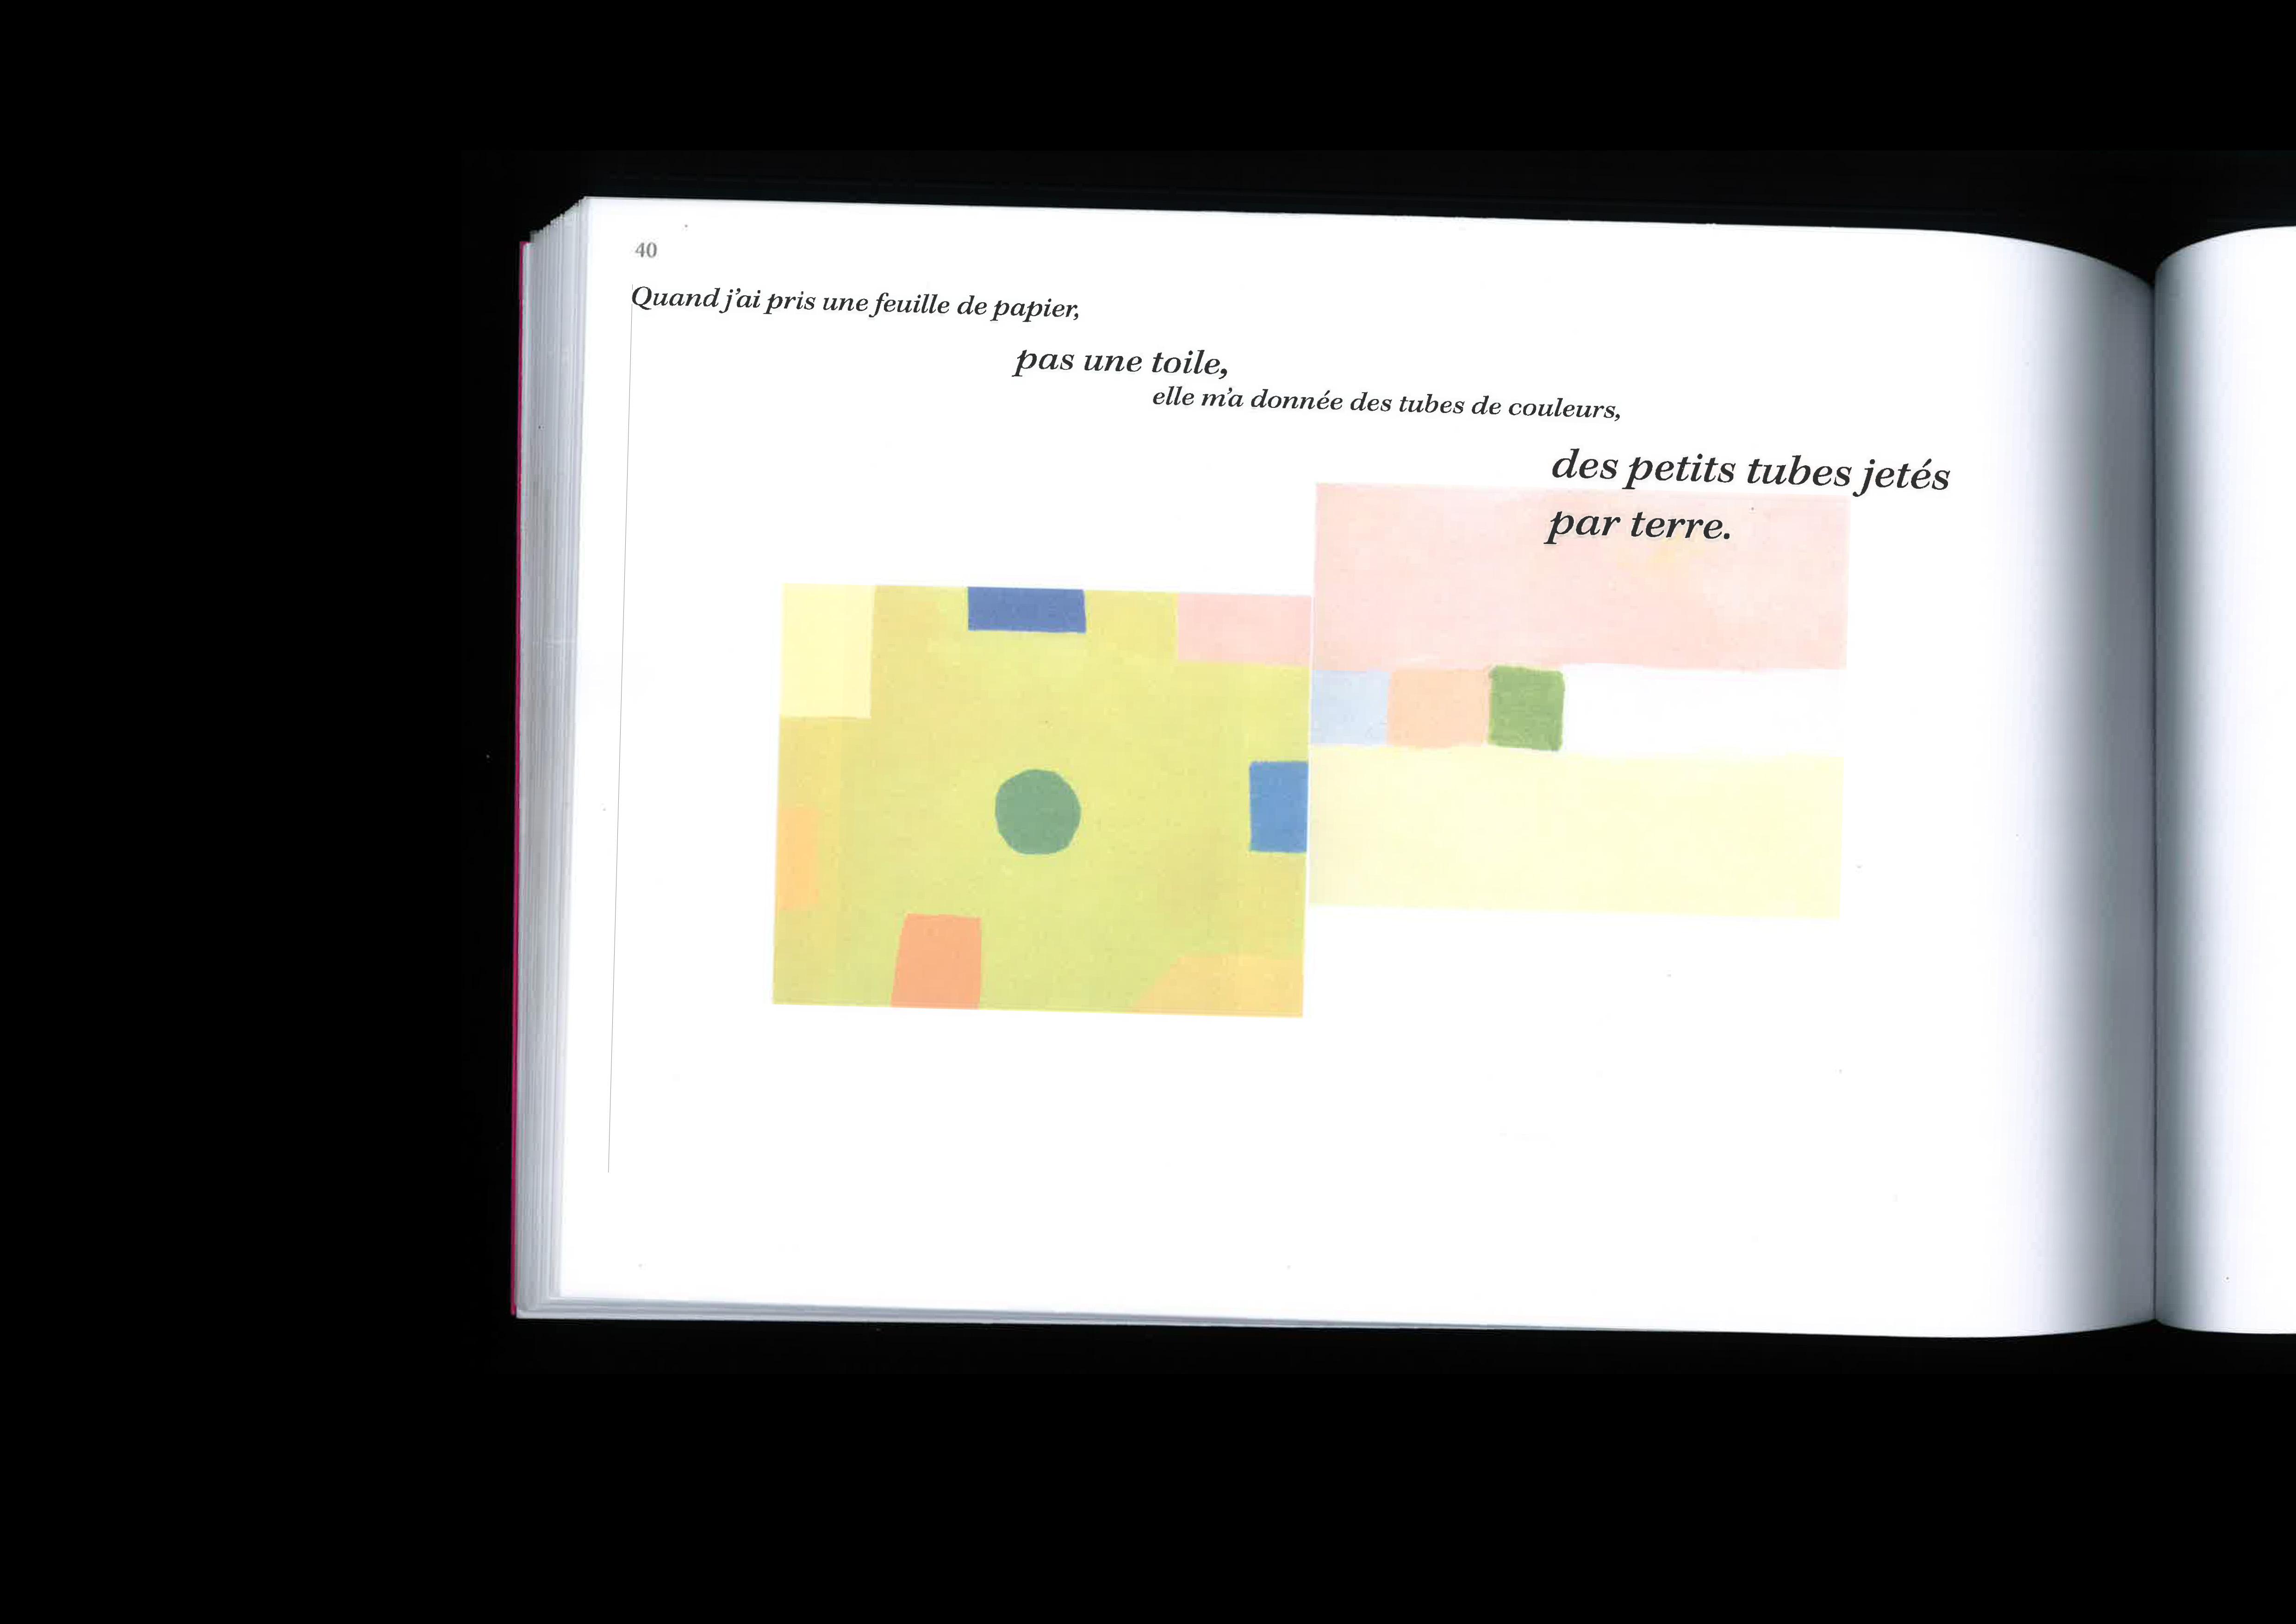 40
Quand j’ai pris une feuille de papier,
pas une toile,
elle m’a donnée des tubes de couleurs,
des petits tubes jetés
par terre.